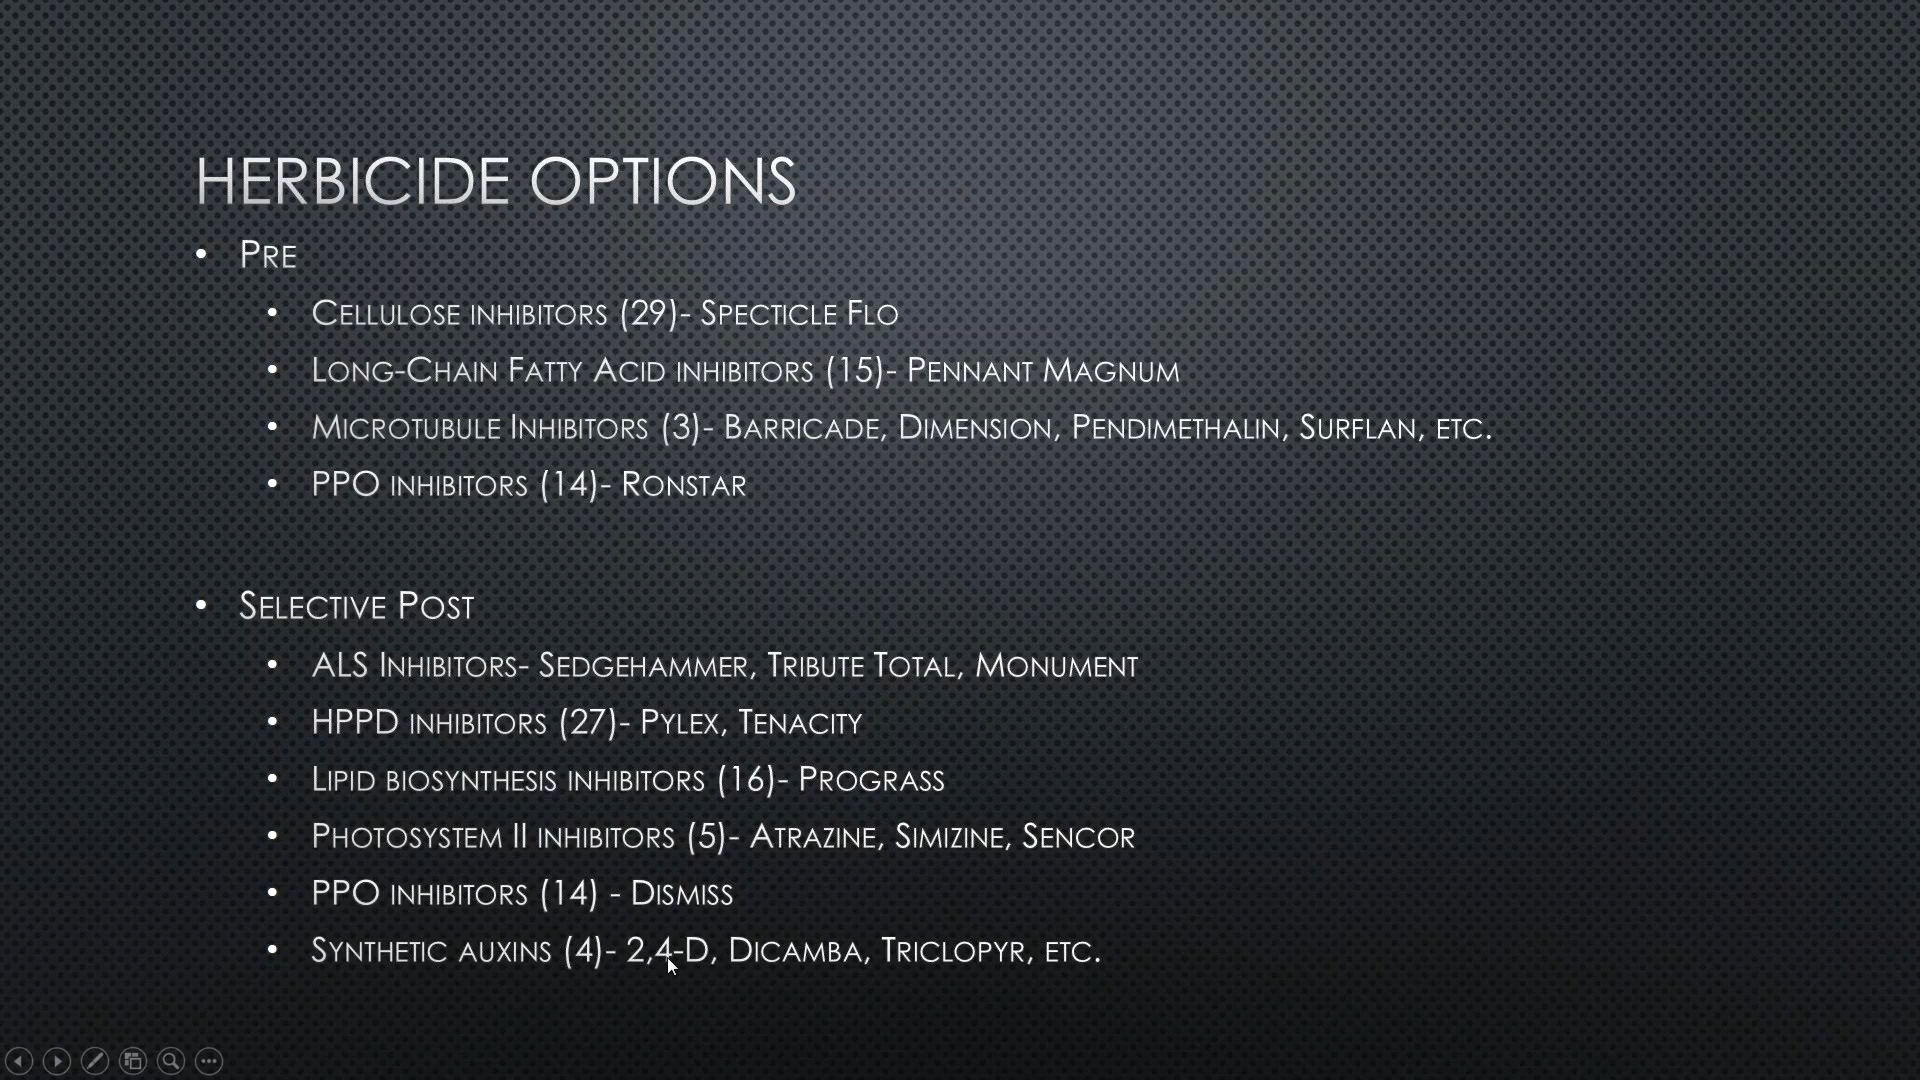 HERBICIDE OPTIONS
• PRE
• CELLULOSE INHIBITORS (29)- SPECTICLE FLO
• LONG-CHAIN FATTY ACID INHIBITORS (15)- PENNANT MAGNUM
• MICROTUBULE INHIBITORS (3)- BARRICADE, DIMENSION, PENDIMETHALIN, SURFLAN, ETC.
• PPO INHIBITORS (14)- RONSTAR
• SELECTIVE POST
• ALS INHIBITORS- SEDGEHAMMER, TRIBUTE TOTAL, MONUMENT
• HPPD INHIBITORS (27)- PYLEX, TENACITY
• LIPID BIOSYNTHESIS INHIBITORS (16)- PROGRASS
• PHOTOSYSTEM II INHIBITORS (5)- ATRAZINE, SIMIZINE, SENCOR
• PPO INHIBITORS (14) - DISMISS
• SYNTHETIC AUXINS (4)- 2,4-D, DICAMBA, TRICLOPYR, ETC.